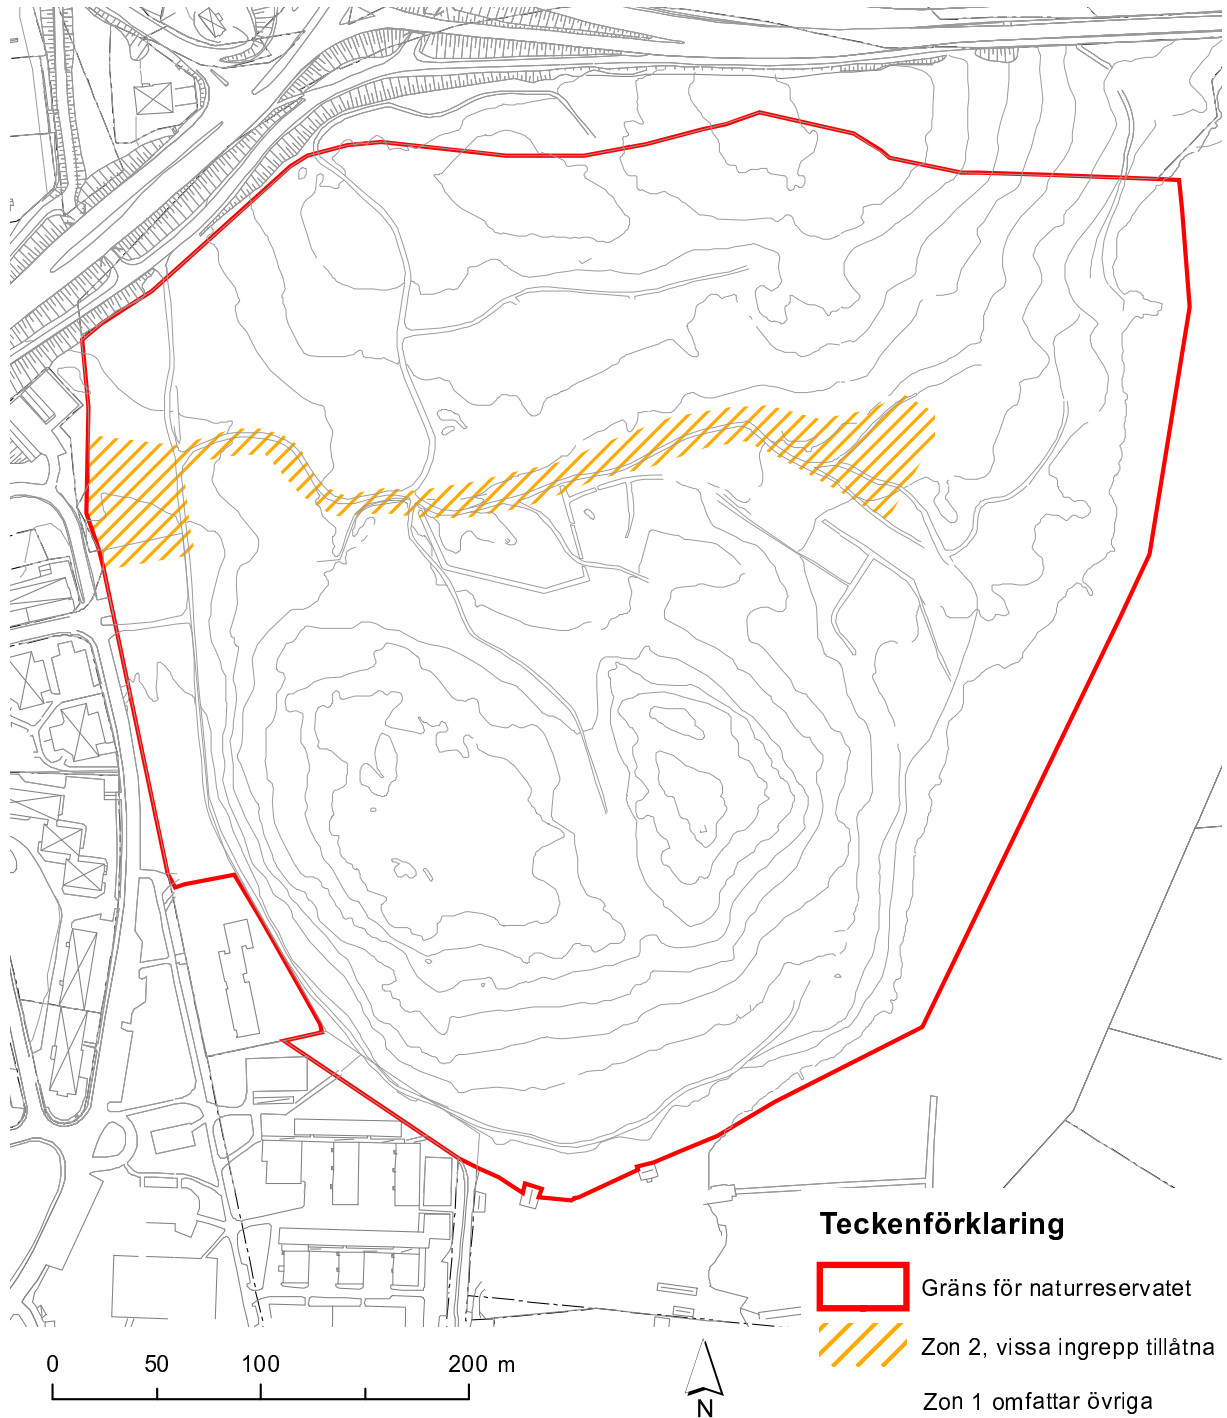 Teckenförklaring
Gräns för naturreservatet
Zon 2, vissa ingrepp tillåtna
Zon 1 omfattar övriga
0 50 100 200 m
N